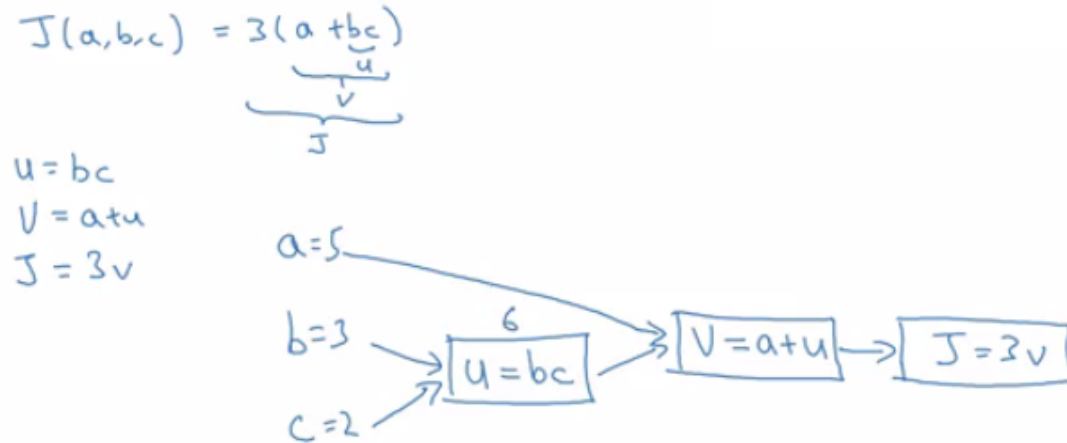 J(a,b,c) = 3(a + bc)
u
V
J
u = bc
V = a+u
J = 3v
a=5
6
b=3
u = bc
V = a+u
J = 3v
c=2